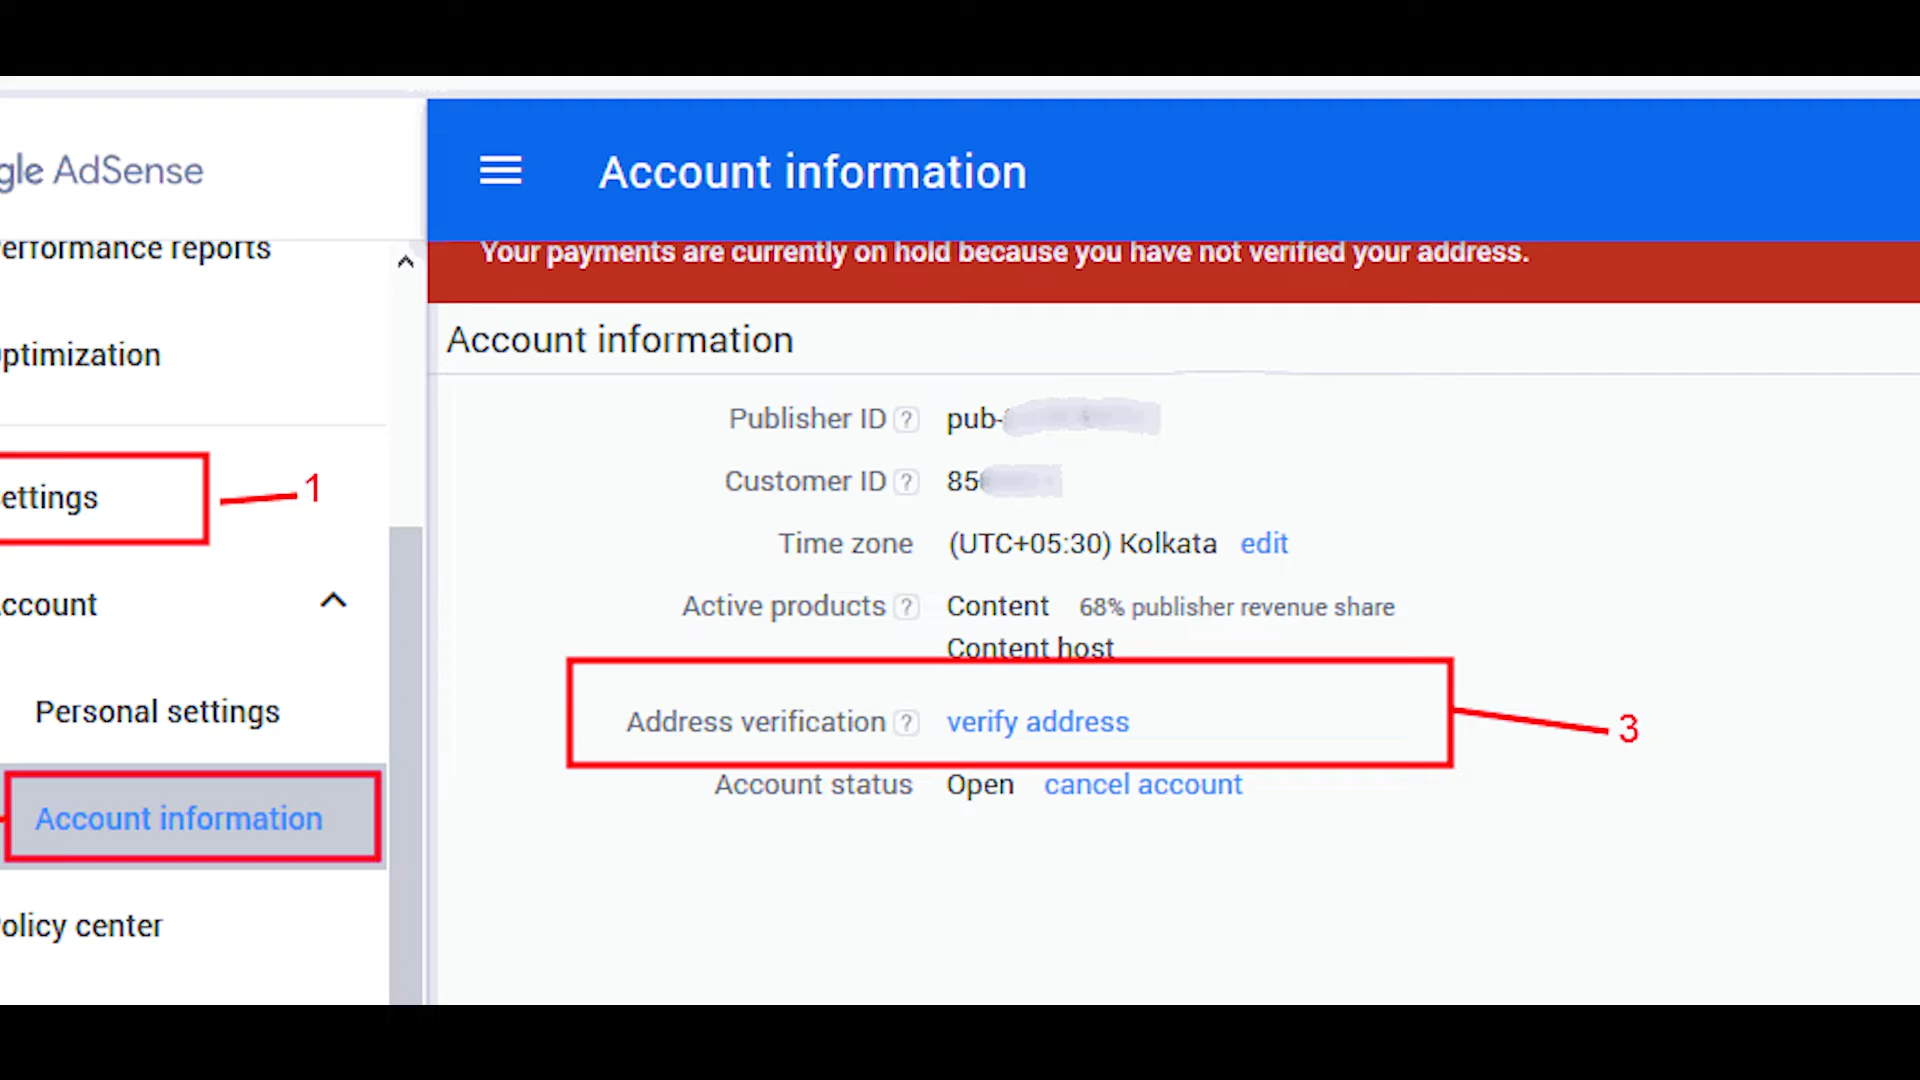 gle AdSense
Account information
erformance reports
Your payments are currently on hold because you have not verified your address.
Account information
ptimization
Publisher ID ? pub-
Customer ID ? 85
ettings
1
Time zone (UTC+05:30) Kolkata edit
Active products ? Content 68% publisher revenue share
Content host
ccount
Personal settings
Address verification ? verify address
3
Account status Open cancel account
Account information
olicy center